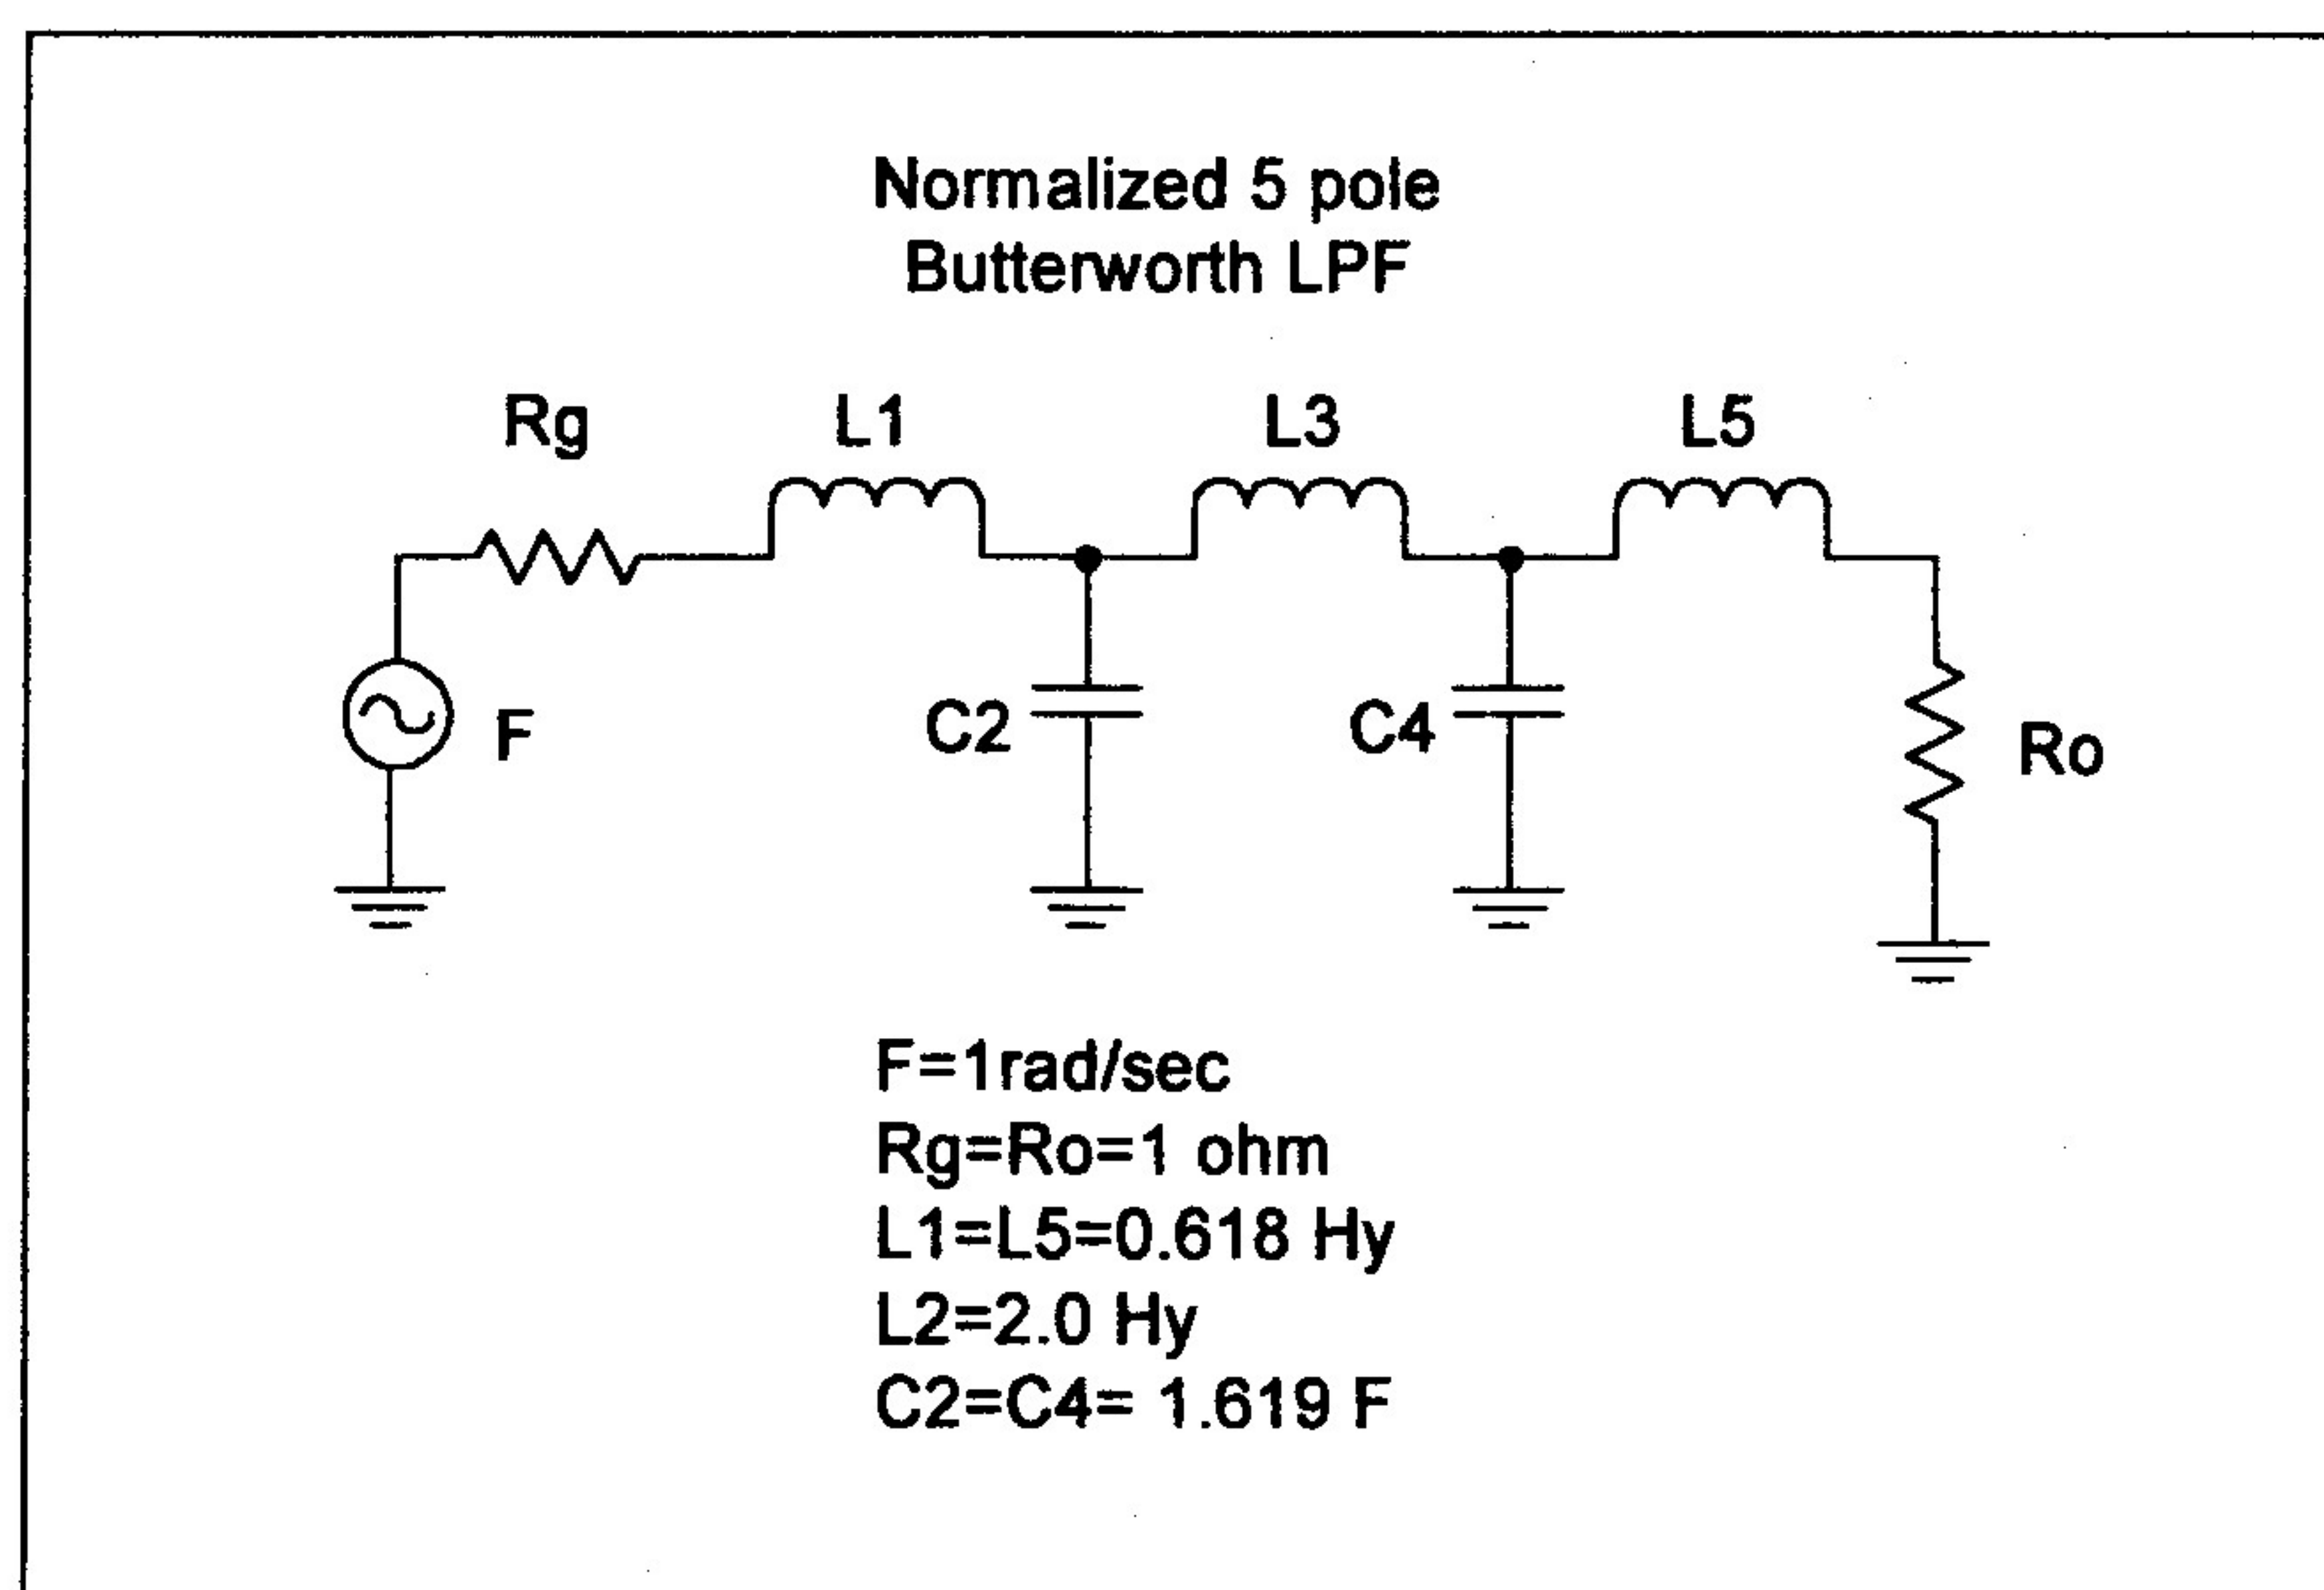 Normalized 5 pole
Butterworth LPF
Rg
L1
L3
L5
F
C2
C4
Ro
F=1rad/sec
Rg=Ro=1 ohm
L1=L5=0.618 Hy
L2=2.0 Hy
C2=C4= 1.619 F